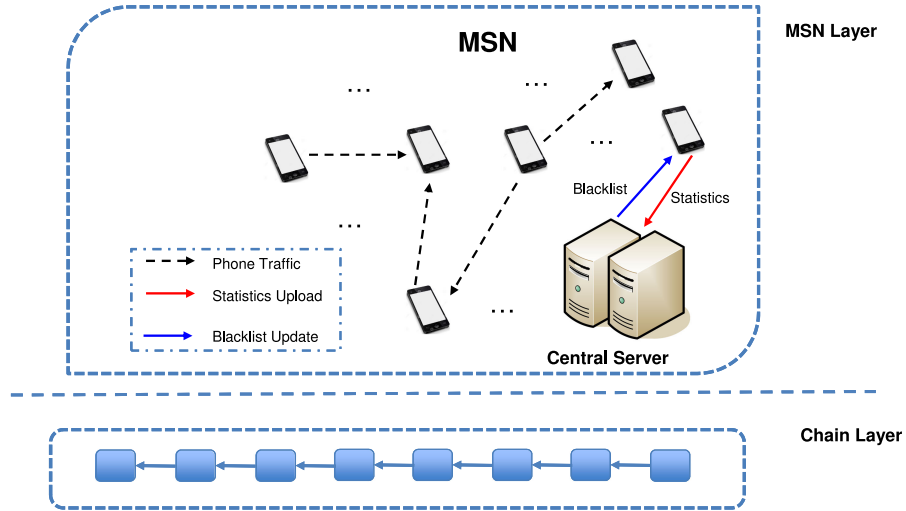 MSN
MSN Layer
...
...
...
Blacklist
Statistics
...
Phone Traffic
Statistics Upload
Blacklist Update
...
Central Server
Chain Layer